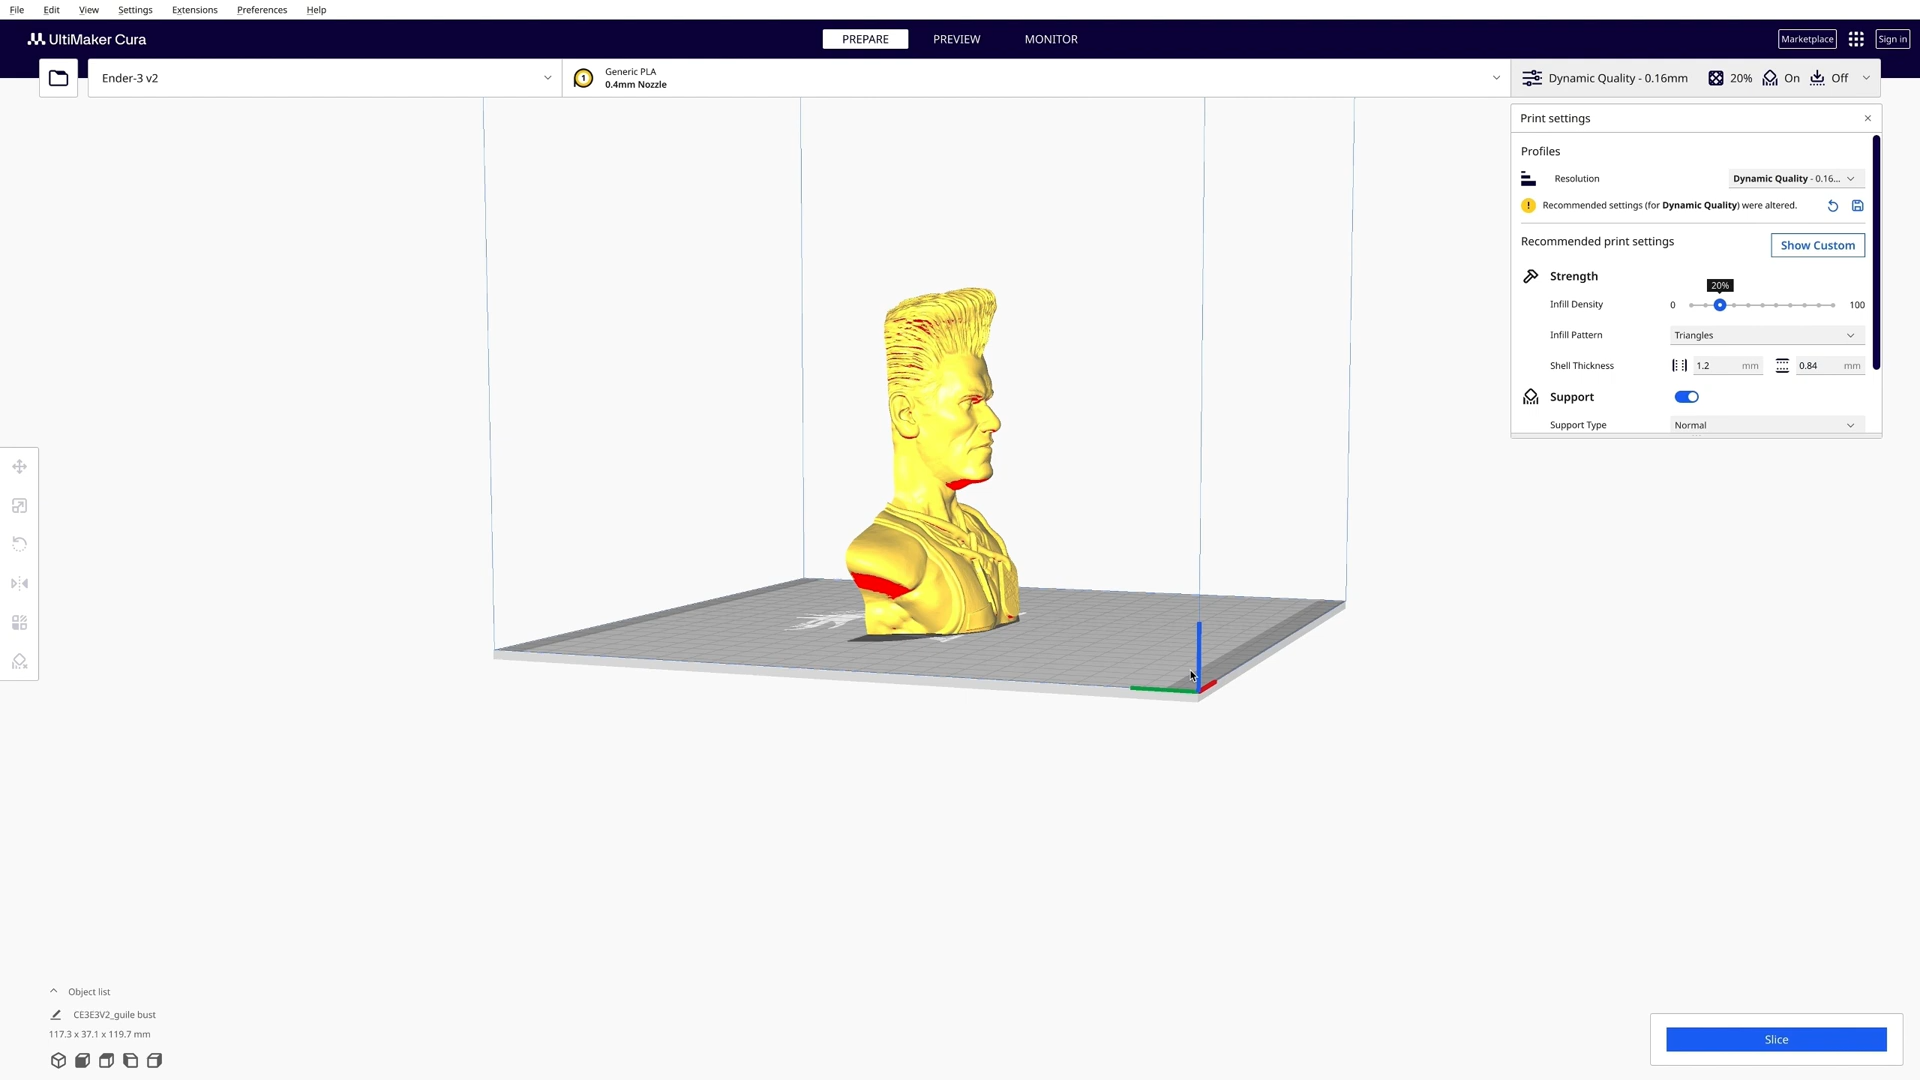 File Edit View Settings Extensions Preferences Help
UltiMaker Cura
PREPARE PREVIEW MONITOR
Marketplace
Sign in
Ender-3 v2
1
Generic PLA
0.4mm Nozzle
Dynamic Quality - 0.16mm 20% On Off
Print settings
Profiles
Resolution Dynamic Quality - 0.16...
Recommended settings (for Dynamic Quality) were altered.
Recommended print settings Show Custom
Strength
20%
Infill Density 0 100
Infill Pattern Triangles
Shell Thickness 1.2 mm 0.84 mm
Support
Support Type Normal
Object list
CE3E3V2_guile bust
117.3 x 37.1 x 119.7 mm
Slice